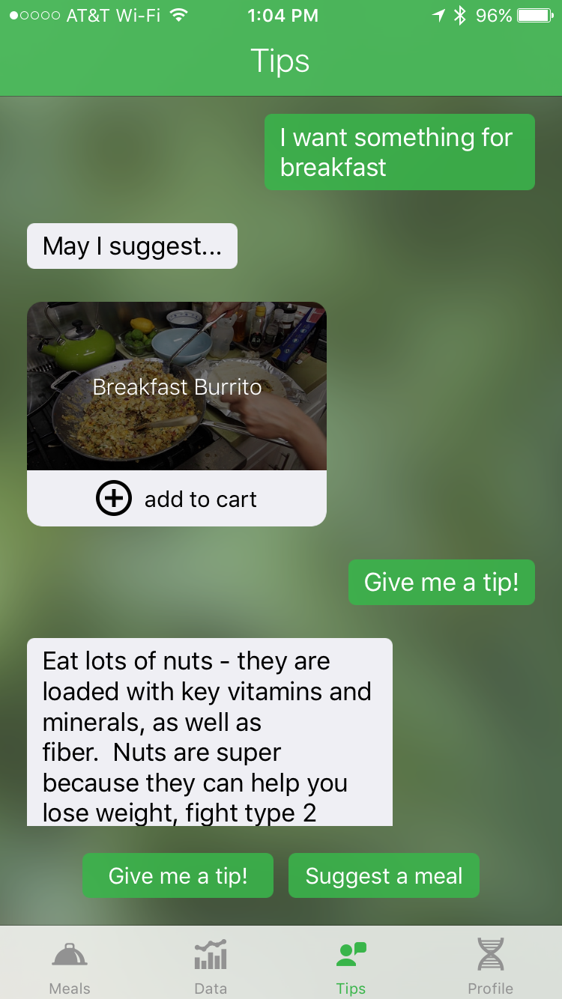 AT&T Wi-Fi 1:04 PM 96%
Tips
I want something for
breakfast
May I suggest...
Breakfast Burrito
add to cart
Give me a tip!
Eat lots of nuts - they are
loaded with key vitamins and
minerals, as well as
fiber.  Nuts are super
because they can help you
lose weight, fight type 2
Give me a tip! Suggest a meal
Meals Data Tips Profile